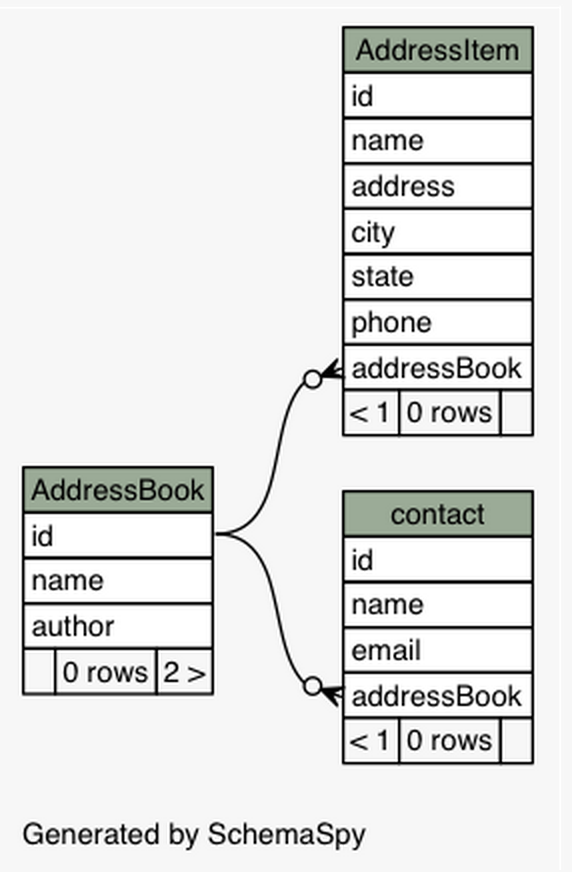 AddressItem
id
name
address
city
state
phone
addressBook
< 1 0 rows
AddressBook
id
name
author
0 rows 2 >
contact
id
name
email
addressBook
< 1 0 rows
Generated by SchemaSpy